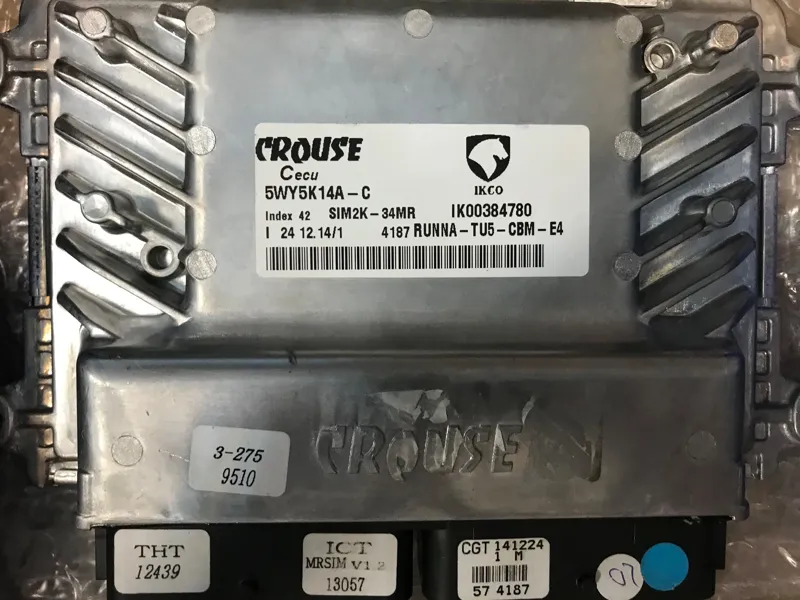 CROUSE
Cecu
IKCO
5WY5K14A-C
Index 42 SIM2K-34MR IK00384780
I 24 12.14/1 4187 RUNNA-TU5-CBM-E4
CROUSE
3-275
9510
THT
12439
ICT
MRSIM V1.2
13057
CGT 141224
1 M
57 4187
20